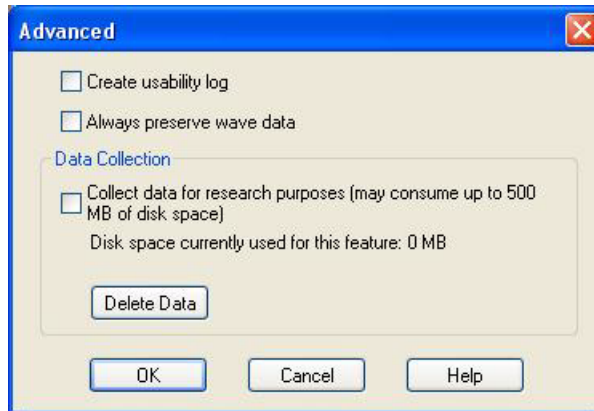 Advanced
Create usability log
Always preserve wave data
Data Collection
Collect data for research purposes (may consume up to 500
MB of disk space)
Disk space currently used for this feature: 0 MB
Delete Data
OK Cancel Help